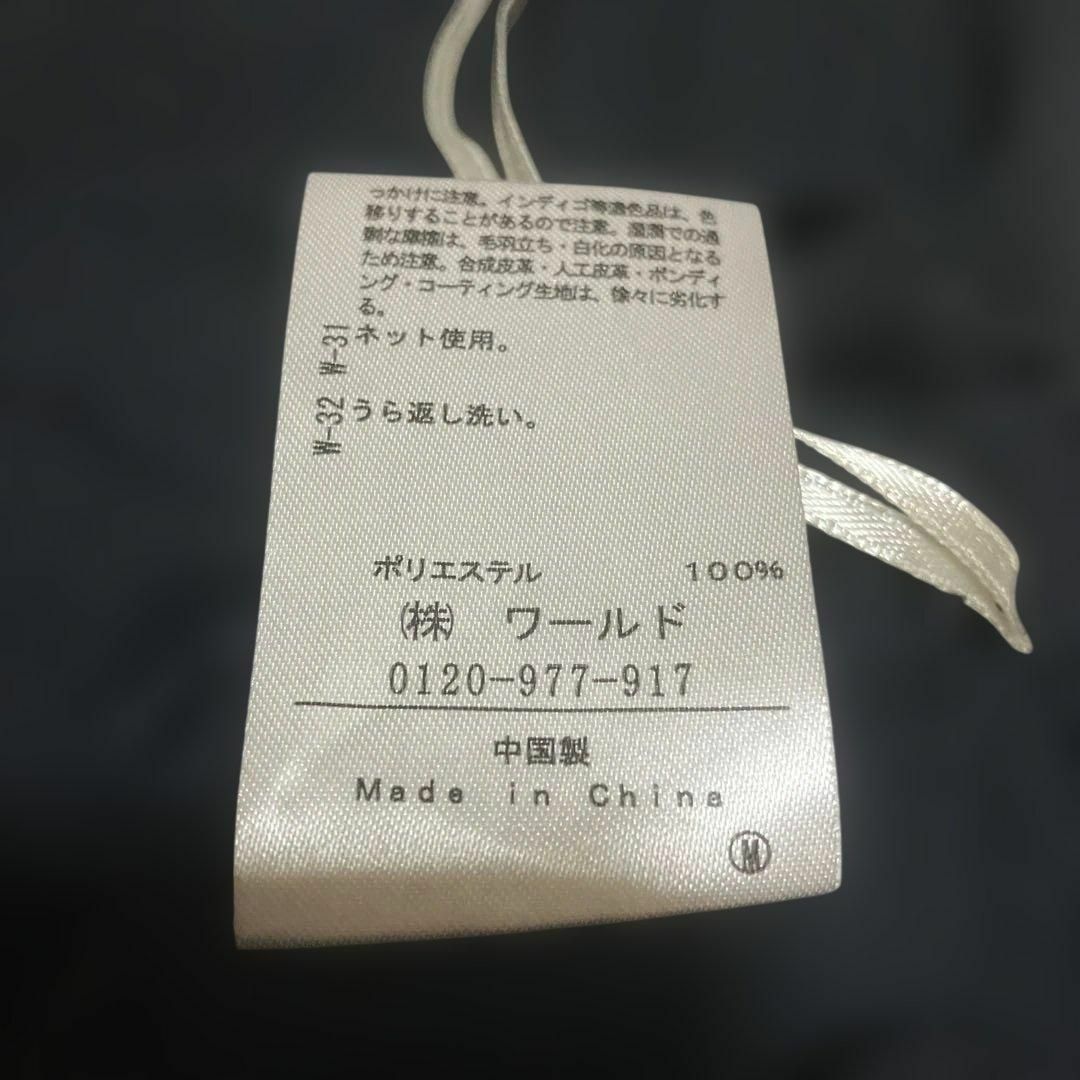 っかけに注意。インディゴ等濃色品は、色
移りすることがあるので注意。湿潤での過
剰な摩擦は、毛羽立ち・白化の原因となる
ため注意。合成皮革・人工皮革・ボンディ
ング・コーティング生地は、徐々に劣化す
る。
W-31 ネット使用。
W-32 うら返し洗い。
ポリエステル 100%
㈱ ワールド
0120-977-917
中国製
Made in China
Ⓜ